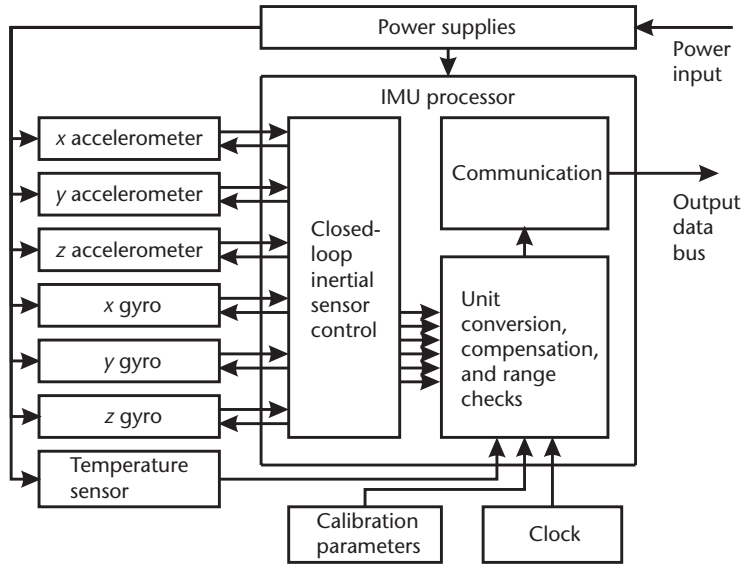 Power supplies
Power
input
IMU processor
x accelerometer
y accelerometer
z accelerometer
x gyro
y gyro
z gyro
Temperature
sensor
Closed-
loop
inertial
sensor
control
Communication
Output
data
bus
Unit
conversion,
compensation,
and range
checks
Calibration
parameters
Clock